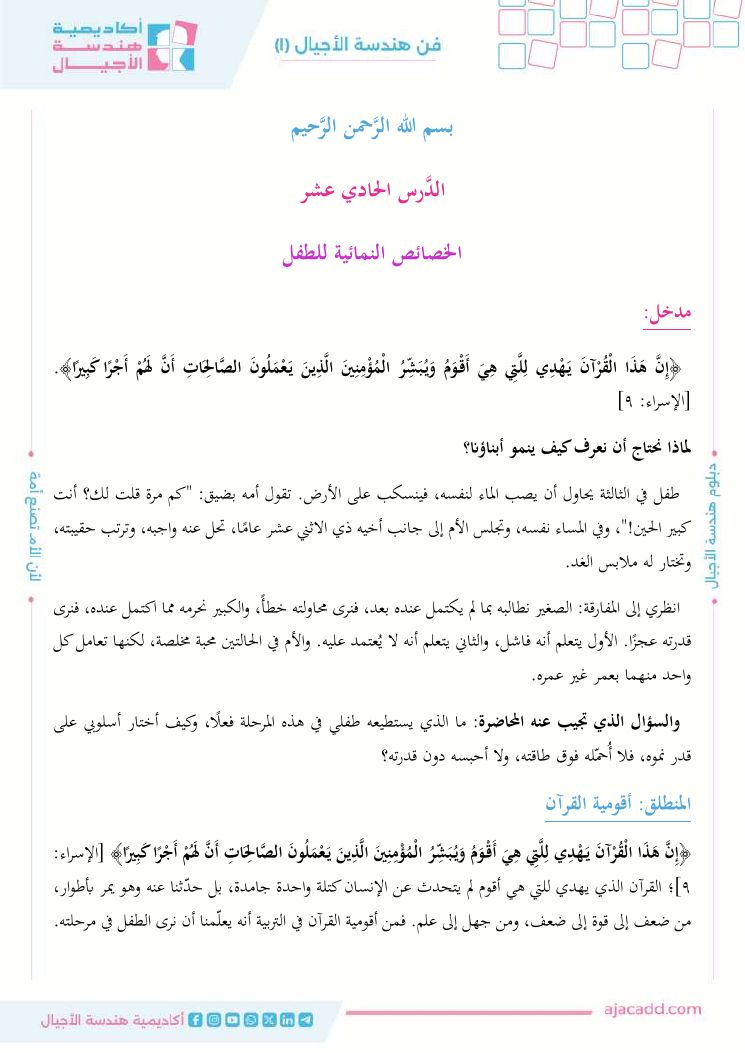 أكاديمية
هندسة
الأجيال
فن هندسة الأجيال (١)
بسم الله الرَّحمن الرَّحيم
الدَّرس الحادي عشر
الخصائص النمائية للطفل
مدخل:
﴿إِنَّ هَذَا الْقُرْآنَ يَهْدِي لِلَّتِي هِيَ أَقْوَمُ وَيُبَشِّرُ الْمُؤْمِنِينَ الَّذِينَ يَعْمَلُونَ الصَّالِحَاتِ أَنَّ لَهُمْ أَجْرًا كَبِيرًا﴾.
[الإسراء: ٩]
لماذا نحتاج أن نعرف كيف ينمو أبناؤنا؟
طفل في الثالثة يحاول أن يصب الماء لنفسه، فينسكب على الأرض. تقول أمه بضيق: "كم مرة قلت لك؟ أنت
كبير الحين!"، وفي المساء نفسه، وتجلس الأم إلى جانب أخيه ذي الاثني عشر عامًا، تحل عنه واجبه، وترتب حقيبته،
وتختار له ملابس الغد.
انظري إلى المفارقة: الصغير نطالبه بما لم يكتمل عنده بعد، فنرى محاولته خطأً، والكبير نحرمه مما اكتمل عنده، فنرى
قدرته عجزًا. الأول يتعلم أنه فاشل، والثاني يتعلم أنه لا يُعتمد عليه. والأم في الحالتين محبة مخلصة، لكنها تعامل كل
واحد منهما بعمر غير عمره.
والسؤال الذي تجيب عنه المحاضرة: ما الذي يستطيعه طفلي في هذه المرحلة فعلًا، وكيف أختار أسلوبي على
قدر نموه، فلا أُحمّله فوق طاقته، ولا أحبسه دون قدرته؟
المنطلق: أقومية القرآن
﴿إِنَّ هَذَا الْقُرْآنَ يَهْدِي لِلَّتِي هِيَ أَقْوَمُ وَيُبَشِّرُ الْمُؤْمِنِينَ الَّذِينَ يَعْمَلُونَ الصَّالِحَاتِ أَنَّ لَهُمْ أَجْرًا كَبِيرًا﴾ [الإسراء:
٩]؛ القرآن الذي يهدي للتي هي أقوم لم يتحدث عن الإنسان كتلة واحدة جامدة، بل حدّثنا عنه وهو يمر بأطوار،
من ضعف إلى قوة إلى ضعف، ومن جهل إلى علم. فمن أقومية القرآن في التربية أنه يعلّمنا أن نرى الطفل في مرحلته.
دبلوم هندسة الأجيال
لأن الأم تصنع أمة
أكاديمية هندسة الأجيال
ajacadd.com